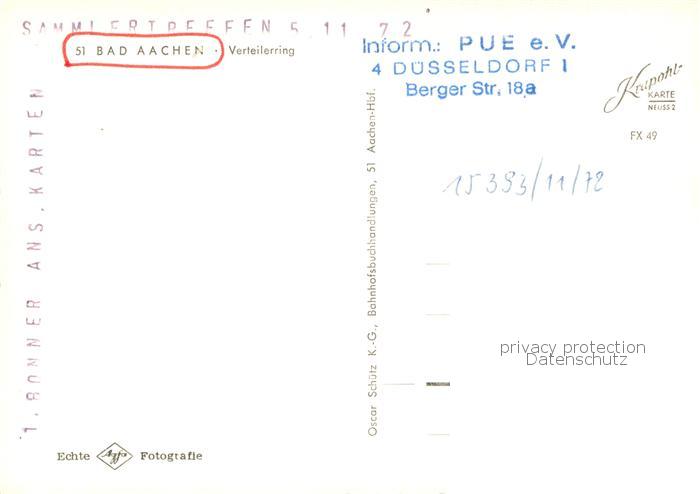 SAMMLERTREFFEN 5.11.72
51 BAD AACHEN · Verteilerring
Inform.: PUE e. V.
4 DÜSSELDORF 1
Berger Str. 18a
Krapohl-
KARTE
NEUSS 2
FX 49
1. BONNER ANS. KARTEN
Oscar Schütz K.-G., Bahnhofsbuchhandlungen, 51 Aachen-Hbf.
15393/11/72
privacy protection
Datenschutz
Echte Agfa Fotografie